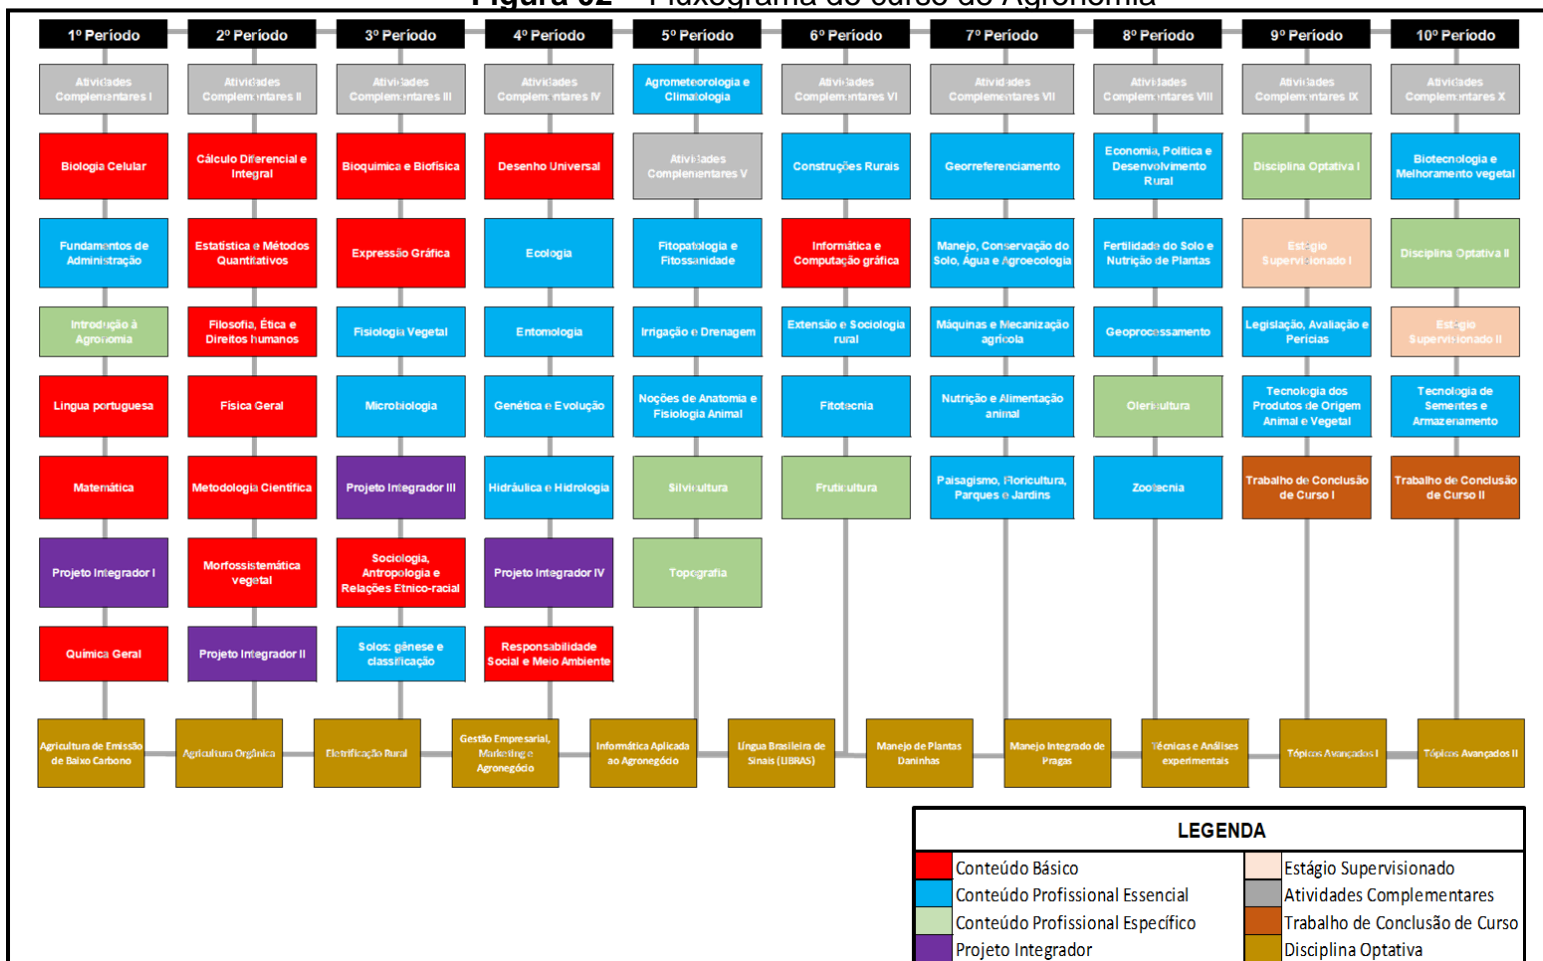 Figura 02 – Fluxograma do curso de Agronomia
1º Período 2º Período 3º Período 4º Período 5º Período 6º Período 7º Período 8º Período 9º Período 10º Período
Atividades
Complementares I
Atividades
Complementares II
Atividades
Complementares III
Atividades
Complementares IV
Agrometeorologia e
Climatologia
Atividades
Complementares VI
Atividades
Complementares VII
Atividades
Complementares VIII
Atividades
Complementares IX
Atividades
Complementares X
Biologia Celular
Cálculo Diferencial e
Integral
Bioquimica e Biofísica
Desenho Universal
Atividades
Complementares V
Construções Rurais
Georreferenciamento
Economia, Politica e
Desenvolvimento
Rural
Disciplina Optativa I
Biotecnologia e
Melhoramento vegetal
Fundamentos de
Administração
Estatística e Métodos
Quantitativos
Expressão Gráfica
Ecologia
Fitopatologia e
Fitossanidade
Informática e
Computação gráfica
Manejo, Conservação do
Solo, Água e Agroecologia
Fertilidade do Solo e
Nutrição de Plantas
Estágio
Supervisionado I
Disciplina Optativa II
Introdução à
Agronomia
Filosofia, Ética e
Direitos humanos
Fisiologia Vegetal
Entomologia
Irrigação e Drenagem
Extensão e Sociologia
rural
Máquinas e Mecanização
agrícola
Geoprocessamento
Legislação, Avaliação e
Perícias
Estágio
Supervisionado II
Lingua portuguesa
Física Geral
Microbiologia
Genética e Evolução
Noções de Anatomia e
Fisiologia Animal
Fitotecnia
Nutrição e Alimentação
animal
Olericultura
Tecnologia dos
Produtos de Origem
Animal e Vegetal
Tecnologia de
Sementes e
Armazenamento
Matemática
Metodologia Científica
Projeto Integrador III
Hidráulica e Hidrologia
Silvicultura
Fruticultura
Paisagismo, Floricultura,
Parques e Jardins
Zootecnia
Trabalho de Conclusão
de Curso I
Trabalho de Conclusão
de Curso II
Projeto Integrador I
Morfossistemática
vegetal
Sociologia,
Antropologia e
Relações Etnico-racial
Projeto Integrador IV
Topografia
Química Geral
Projeto Integrador II
Solos: gênese e
classificação
Responsabilidade
Social e Meio Ambiente
Agricultura de Emissão
de Baixo Carbono
Agricultura Orgânica
Eletrificação Rural
Gestão Empresarial,
Marketing e
Agronegócio
Informática Aplicada
ao Agronegócio
Língua Brasileira de
Sinais (LIBRAS)
Manejo de Plantas
Daninhas
Manejo Integrado de
Pragas
Técnicas e Análises
experimentais
Tópicos Avançados I
Tópicos Avançados II
LEGENDA
Conteúdo Básico
Estágio Supervisionado
Conteúdo Profissional Essencial
Atividades Complementares
Conteúdo Profissional Específico
Trabalho de Conclusão de Curso
Projeto Integrador
Disciplina Optativa